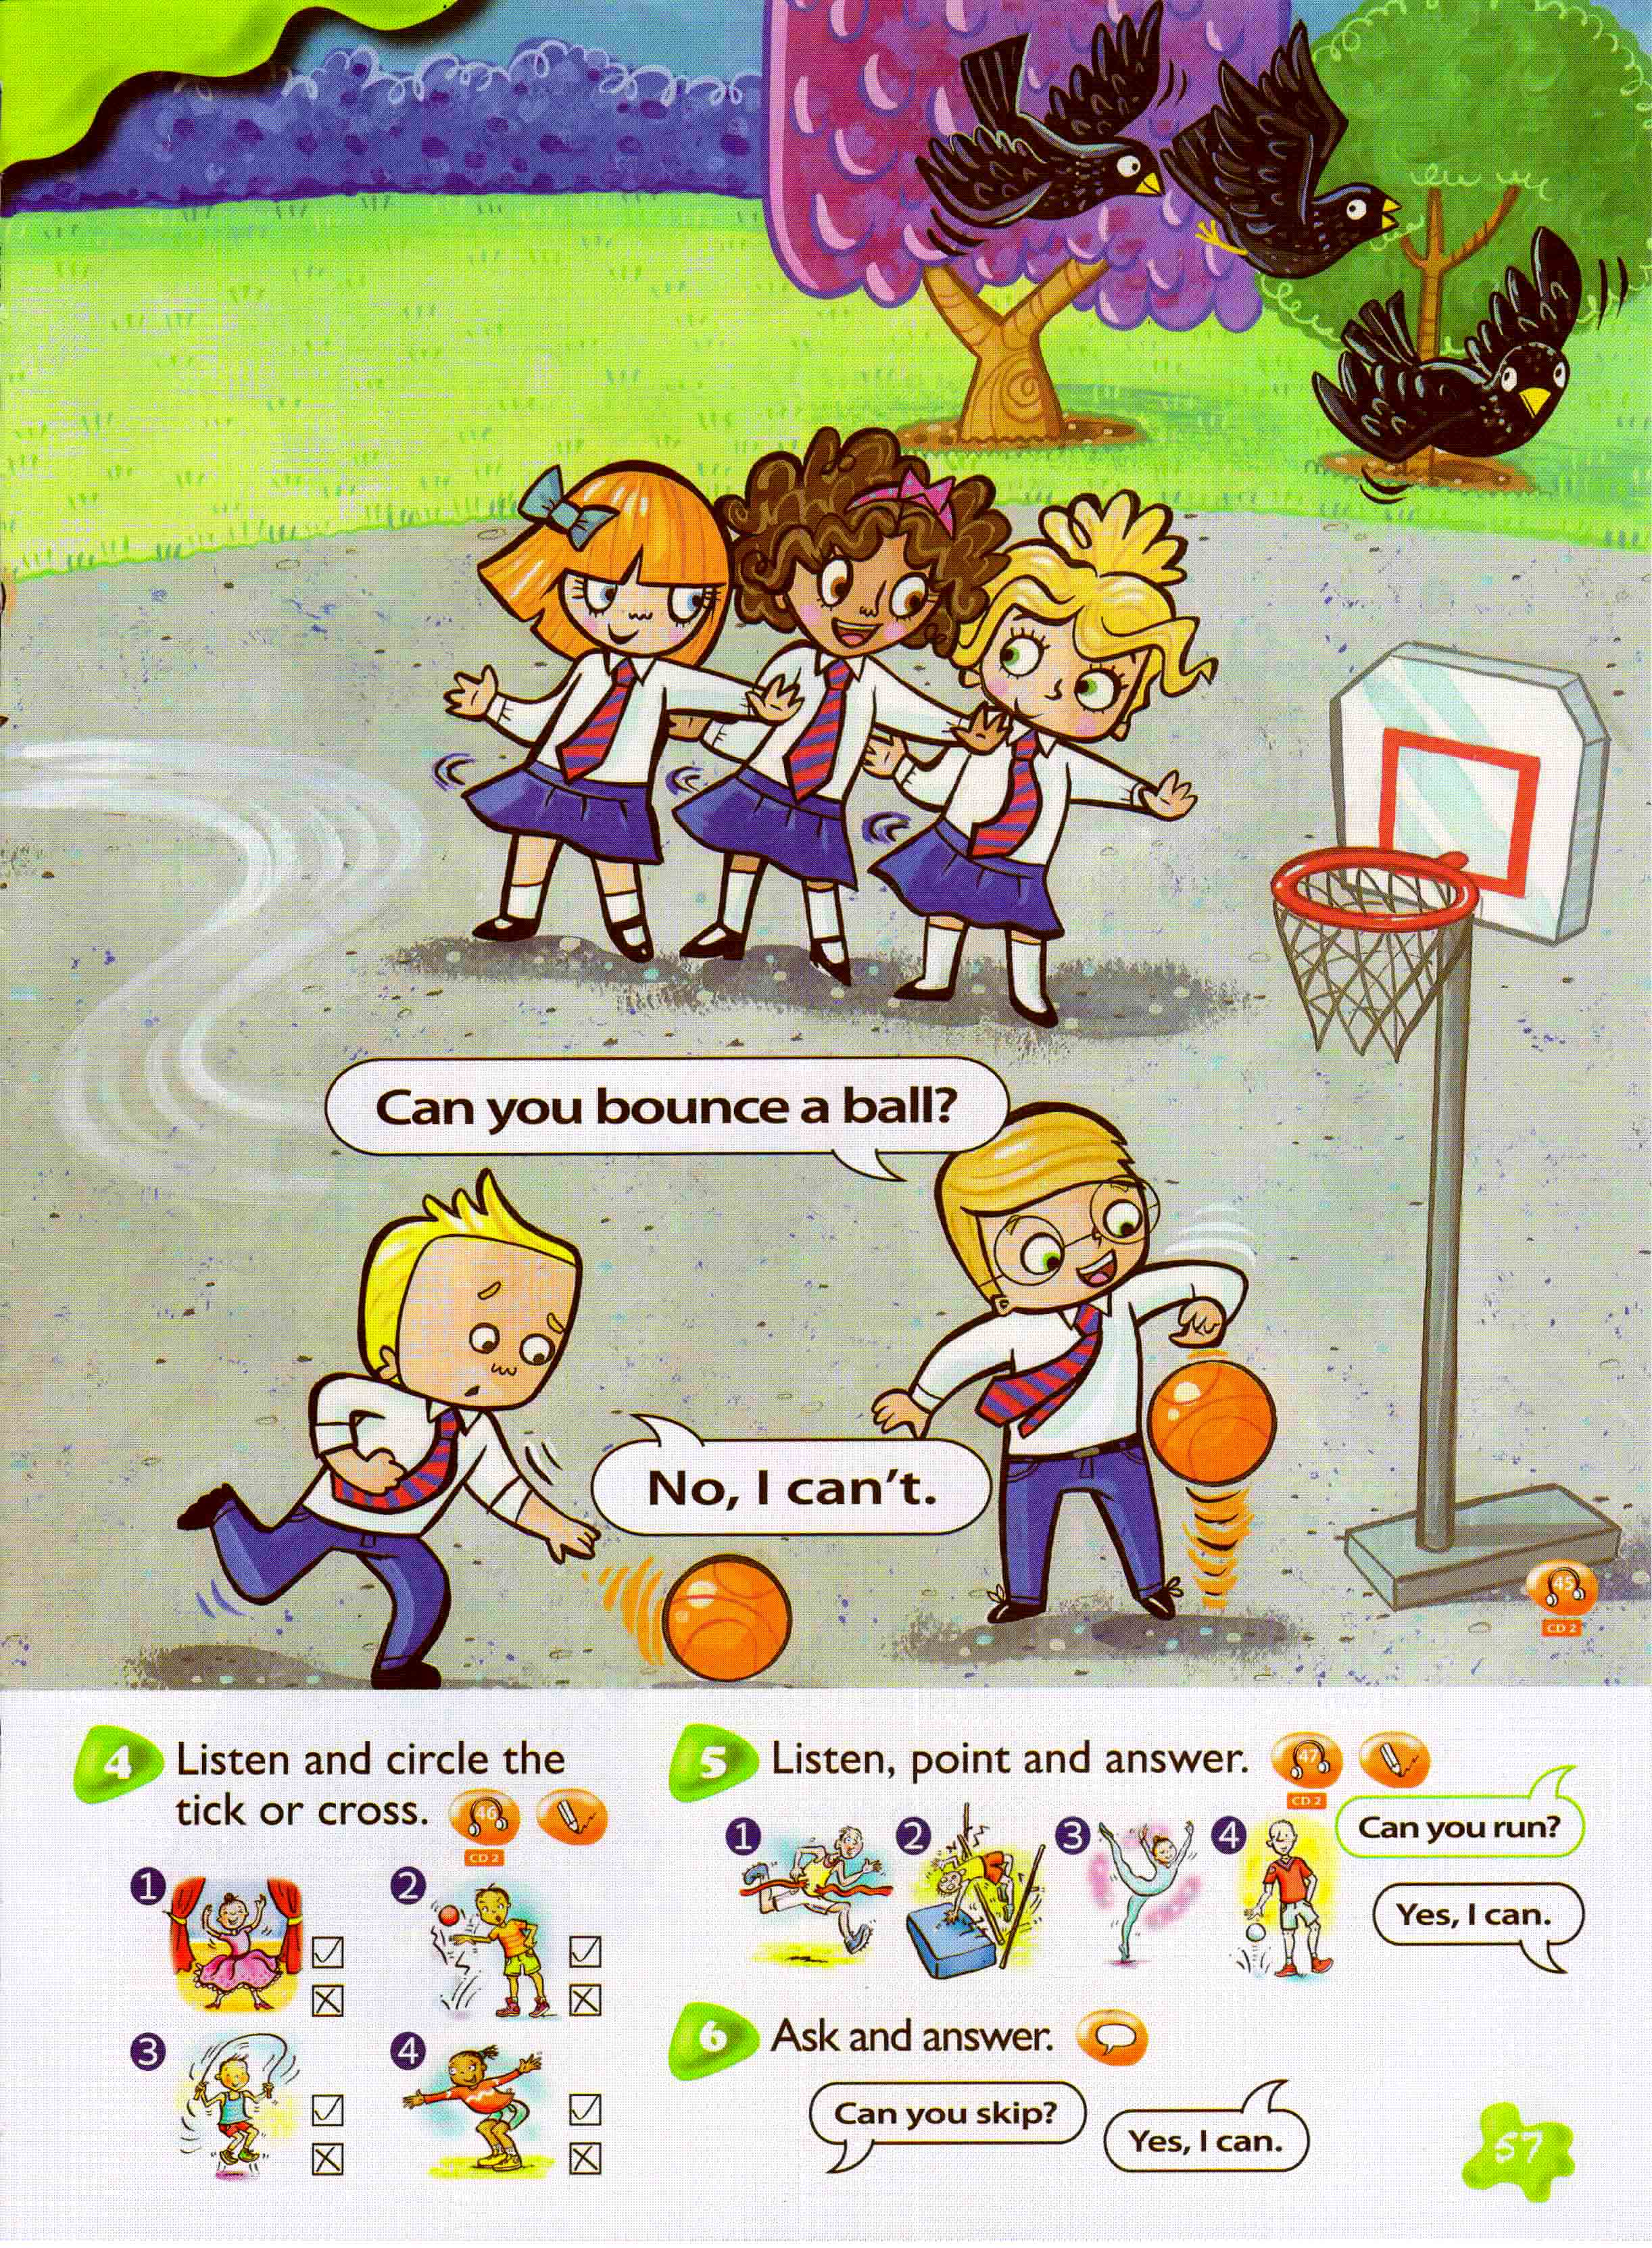 Can you bounce a ball?
No, I can't.
45
CD 2
4 Listen and circle the
tick or cross.
46
CD 2
1
2
3
4
5 Listen, point and answer.
47
CD 2
1
2
3
4
Can you run?
Yes, I can.
6 Ask and answer.
Can you skip?
Yes, I can.
57